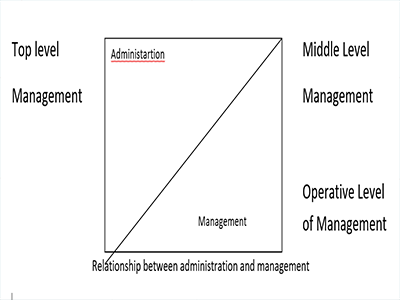 Top level
Management
Administartion
Middle Level
Management
Operative Level
of Management
Management
Relationship between administration and management